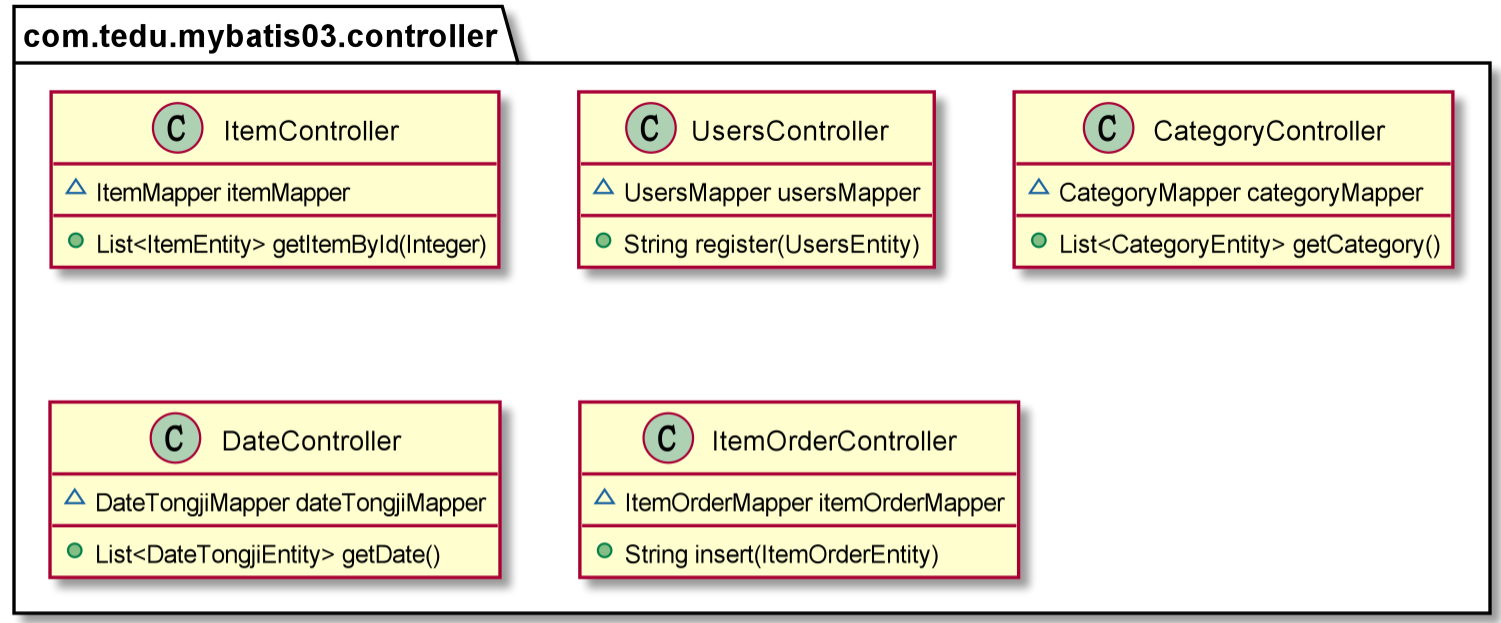 com.tedu.mybatis03.controller
C ItemController
ItemMapper itemMapper
List<ItemEntity> getItemById(Integer)
C UsersController
UsersMapper usersMapper
String register(UsersEntity)
C CategoryController
CategoryMapper categoryMapper
List<CategoryEntity> getCategory()
C DateController
DateTongjiMapper dateTongjiMapper
List<DateTongjiEntity> getDate()
C ItemOrderController
ItemOrderMapper itemOrderMapper
String insert(ItemOrderEntity)